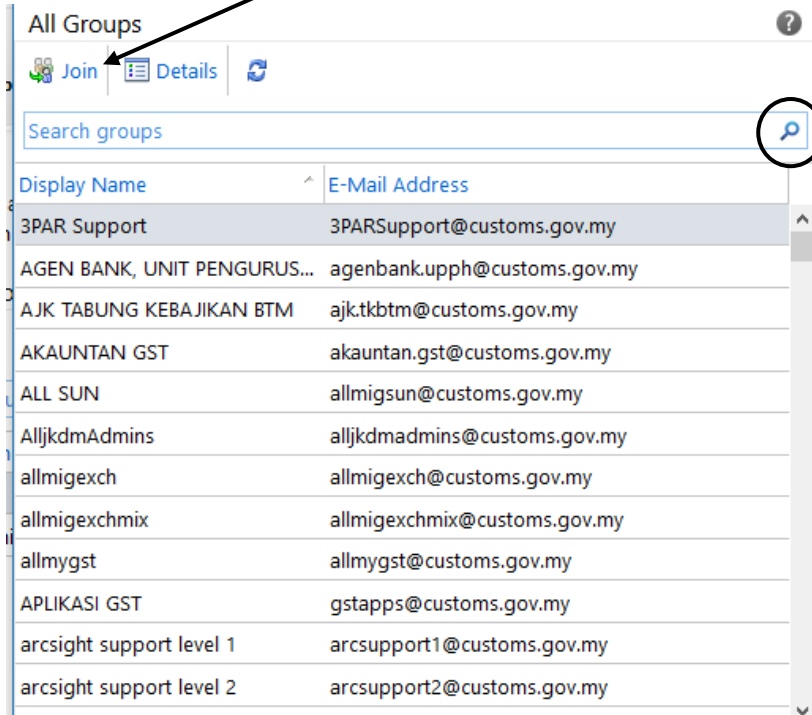 All Groups
Join Details
Search groups
Display Name E-Mail Address
3PAR Support 3PARSupport@customs.gov.my
AGEN BANK, UNIT PENGURUS... agenbank.upph@customs.gov.my
AJK TABUNG KEBAJIKAN BTM ajk.tkbtm@customs.gov.my
AKAUNTAN GST akauntan.gst@customs.gov.my
ALL SUN allmigsun@customs.gov.my
AlljkdmAdmins alljkdmadmins@customs.gov.my
allmigexch allmigexch@customs.gov.my
allmigexchmix allmigexchmix@customs.gov.my
allmygst allmygst@customs.gov.my
APLIKASI GST gstapps@customs.gov.my
arcsight support level 1 arcsupport1@customs.gov.my
arcsight support level 2 arcsupport2@customs.gov.my